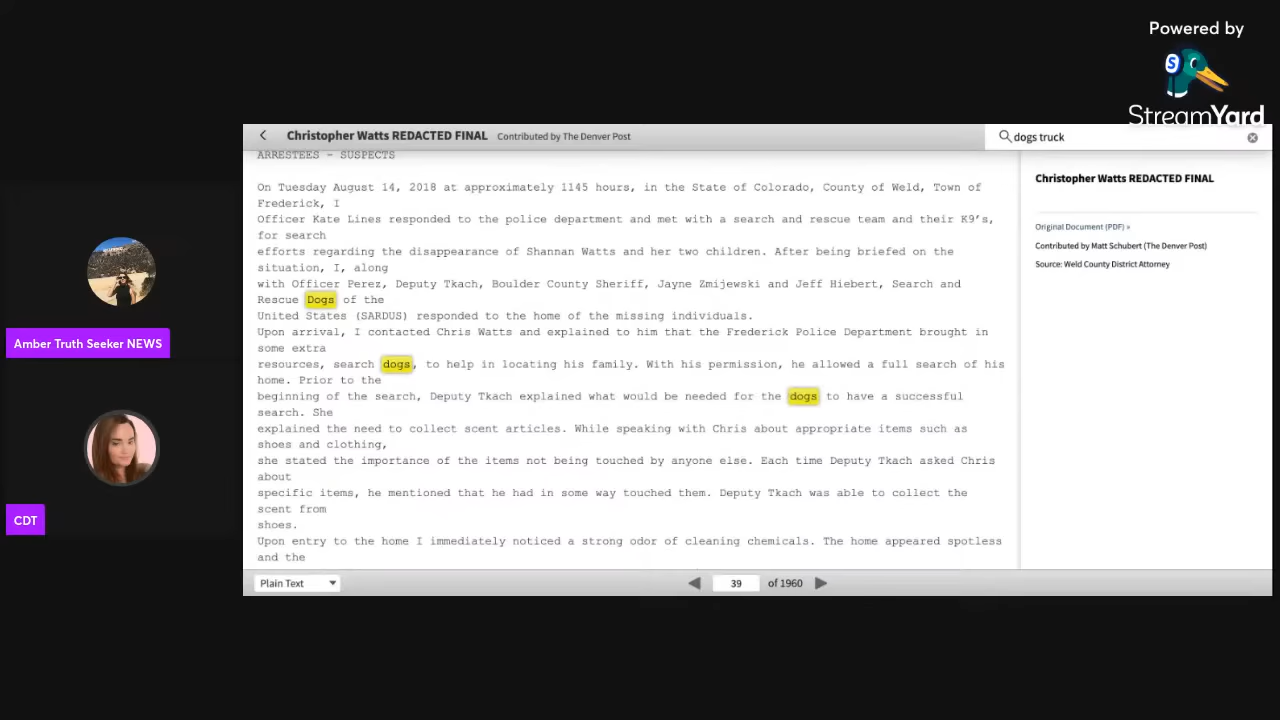 Powered by
S
StreamYard
Christopher Watts REDACTED FINAL Contributed by The Denver Post
dogs truck
ARRESTEES - SUSPECTS
On Tuesday August 14, 2018 at approximately 1145 hours, in the State of Colorado, County of Weld, Town of
Frederick, I
Officer Kate Lines responded to the police department and met with a search and rescue team and their K9's,
for search
efforts regarding the disappearance of Shannan Watts and her two children. After being briefed on the
situation, I, along
with Officer Perez, Deputy Tkach, Boulder County Sheriff, Jayne Zmijewski and Jeff Hiebert, Search and
Rescue Dogs of the
United States (SARDUS) responded to the home of the missing individuals.
Upon arrival, I contacted Chris Watts and explained to him that the Frederick Police Department brought in
some extra
resources, search dogs, to help in locating his family. With his permission, he allowed a full search of his
home. Prior to the
beginning of the search, Deputy Tkach explained what would be needed for the dogs to have a successful
search. She
explained the need to collect scent articles. While speaking with Chris about appropriate items such as
shoes and clothing,
she stated the importance of the items not being touched by anyone else. Each time Deputy Tkach asked Chris
about
specific items, he mentioned that he had in some way touched them. Deputy Tkach was able to collect the
scent from
shoes.
Upon entry to the home I immediately noticed a strong odor of cleaning chemicals. The home appeared spotless
and the
Christopher Watts REDACTED FINAL
Original Document (PDF) »
Contributed by Matt Schubert (The Denver Post)
Source: Weld County District Attorney
Amber Truth Seeker NEWS
CDT
Plain Text
39 of 1960